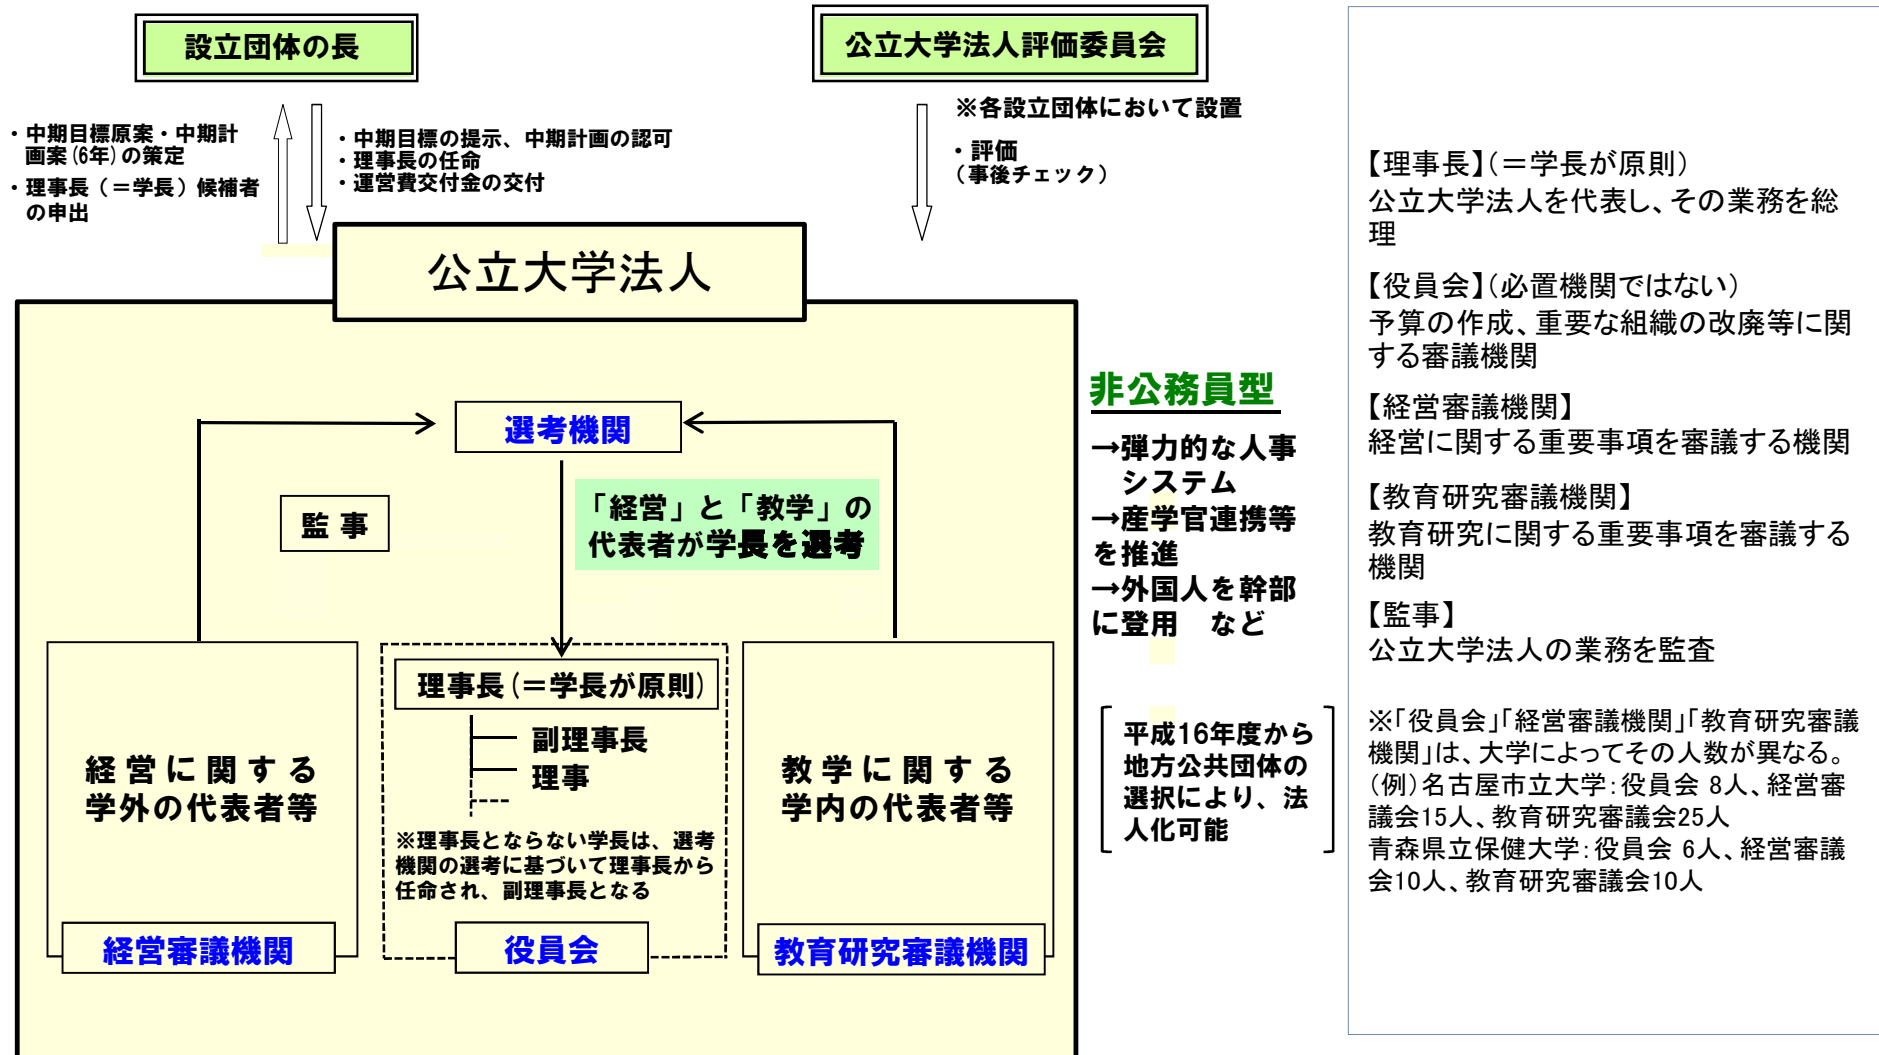 設立団体の長
公立大学法人評価委員会
・中期目標原案・中期計
画案(6年)の策定
・理事長（＝学長）候補者
の申出
・中期目標の提示、中期計画の認可
・理事長の任命
・運営費交付金の交付
※各設立団体において設置
・評価
（事後チェック）
公立大学法人
選考機関
監事
「経営」と「教学」の
代表者が学長を選考
経営に関する
学外の代表者等
経営審議機関
理事長(＝学長が原則)
副理事長
理事
※理事長とならない学長は、選考
機関の選考に基づいて理事長から
任命され、副理事長となる
役員会
教学に関する
学内の代表者等
教育研究審議機関
非公務員型
→弾力的な人事
システム
→産学官連携等
を推進
→外国人を幹部
に登用　など
平成16年度から
地方公共団体の
選択により、法
人化可能
【理事長】（＝学長が原則）
公立大学法人を代表し、その業務を総
理
【役員会】（必置機関ではない）
予算の作成、重要な組織の改廃等に関
する審議機関
【経営審議機関】
経営に関する重要事項を審議する機関
【教育研究審議機関】
教育研究に関する重要事項を審議する
機関
【監事】
公立大学法人の業務を監査
※「役員会」「経営審議機関」「教育研究審議
機関」は、大学によってその人数が異なる。
（例）名古屋市立大学：役員会 8人、経営審
議会15人、教育研究審議会25人
青森県立保健大学：役員会 6人、経営審議
会10人、教育研究審議会10人